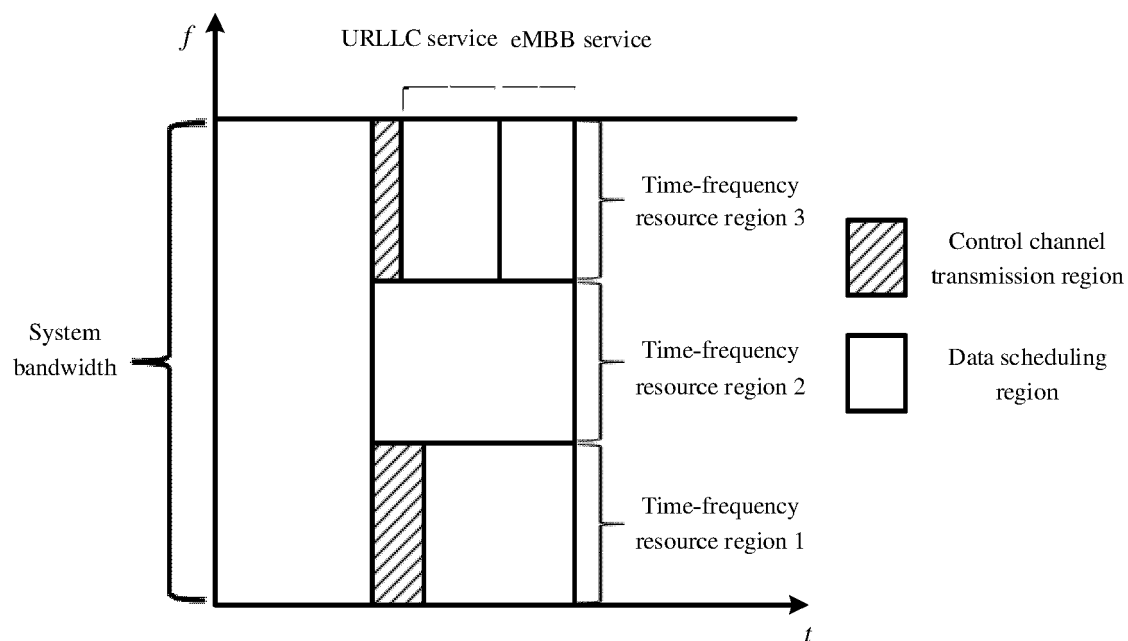 f
URLLC service eMBB service
Time-frequency
resource region 3
Control channel
transmission region
System
bandwidth
Time-frequency
resource region 2
Data scheduling
region
Time-frequency
resource region 1
t